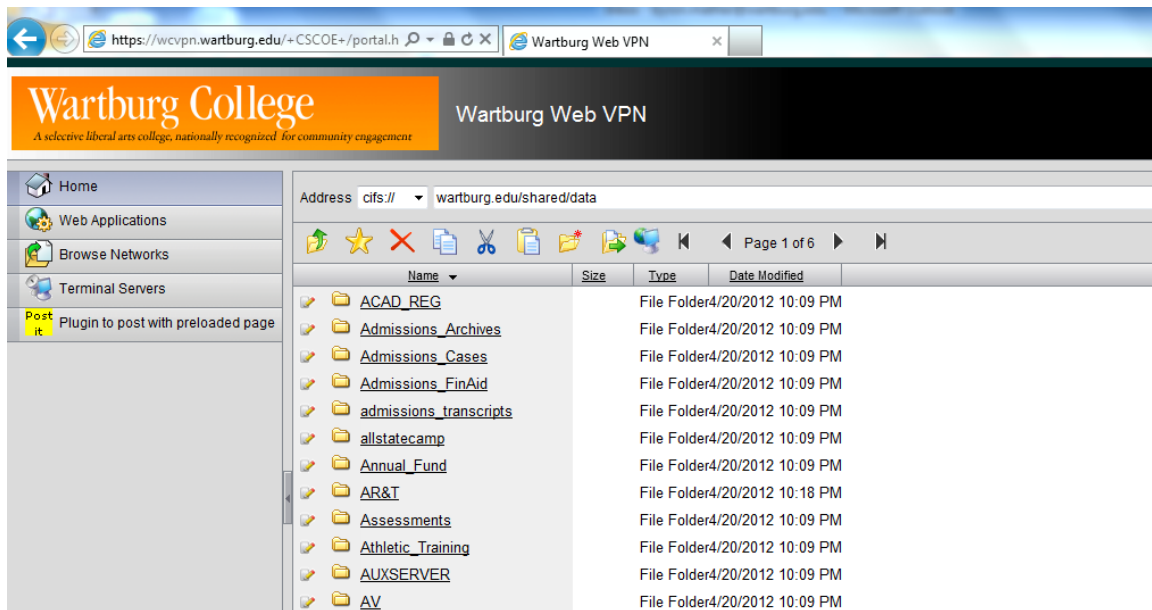 https://wcvpn.wartburg.edu/+CSCOE+/portal.h
Wartburg Web VPN
Wartburg College
A selective liberal arts college, nationally recognized for community engagement
Wartburg Web VPN
Home
Web Applications
Browse Networks
Terminal Servers
Post it Plugin to post with preloaded page
Address cifs:// wartburg.edu/shared/data
Page 1 of 6
Name Size Type Date Modified
ACAD_REG File Folder 4/20/2012 10:09 PM
Admissions_Archives File Folder 4/20/2012 10:09 PM
Admissions_Cases File Folder 4/20/2012 10:09 PM
Admissions_FinAid File Folder 4/20/2012 10:09 PM
admissions_transcripts File Folder 4/20/2012 10:09 PM
allstatecamp File Folder 4/20/2012 10:09 PM
Annual_Fund File Folder 4/20/2012 10:09 PM
AR&T File Folder 4/20/2012 10:18 PM
Assessments File Folder 4/20/2012 10:09 PM
Athletic_Training File Folder 4/20/2012 10:09 PM
AUXSERVER File Folder 4/20/2012 10:09 PM
AV File Folder 4/20/2012 10:09 PM